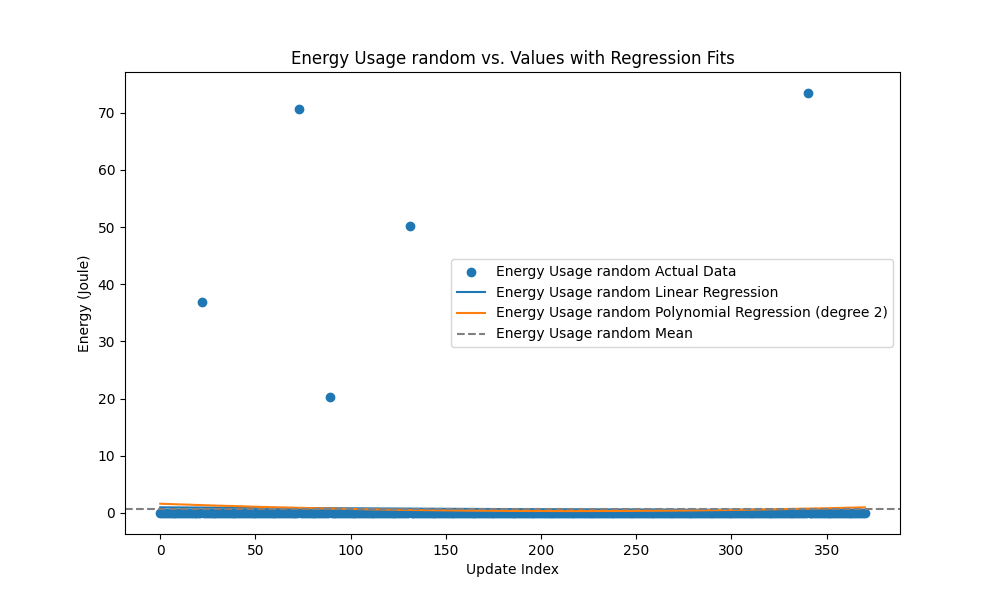 Energy Usage random vs. Values with Regression Fits
Energy (Joule)
70
60
50
40
30
20
10
0
Energy Usage random Actual Data
Energy Usage random Linear Regression
Energy Usage random Polynomial Regression (degree 2)
Energy Usage random Mean
0 50 100 150 200 250 300 350
Update Index